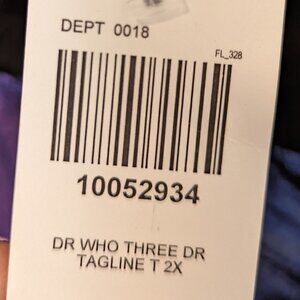 DEPT 0018
FL_328
10052934
DR WHO THREE DR
TAGLINE T 2X